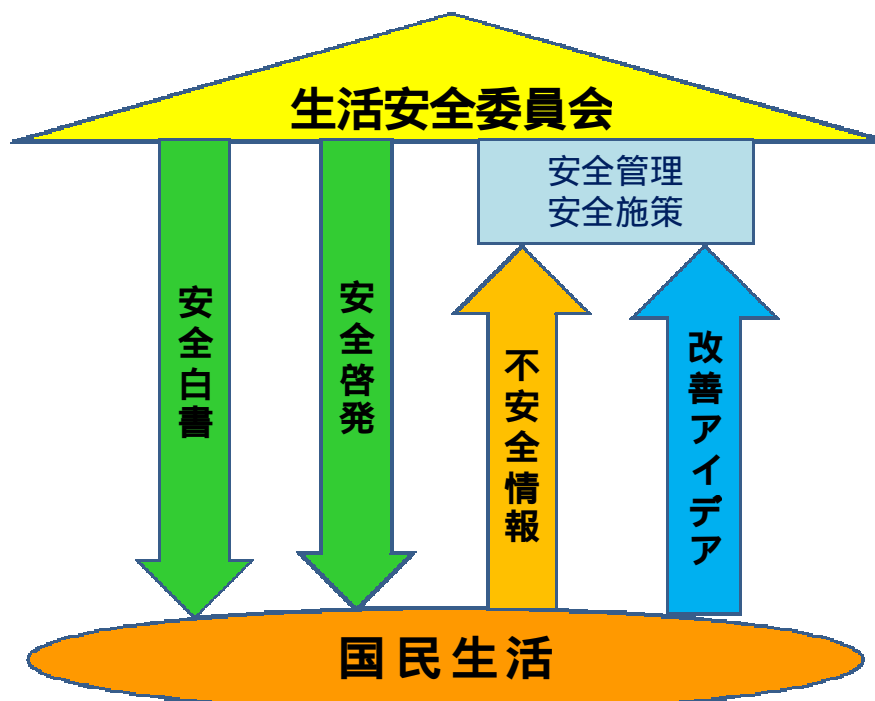 生活安全委員会
安全管理
安全施策
安全白書
安全啓発
不安全情報
改善アイデア
国民生活